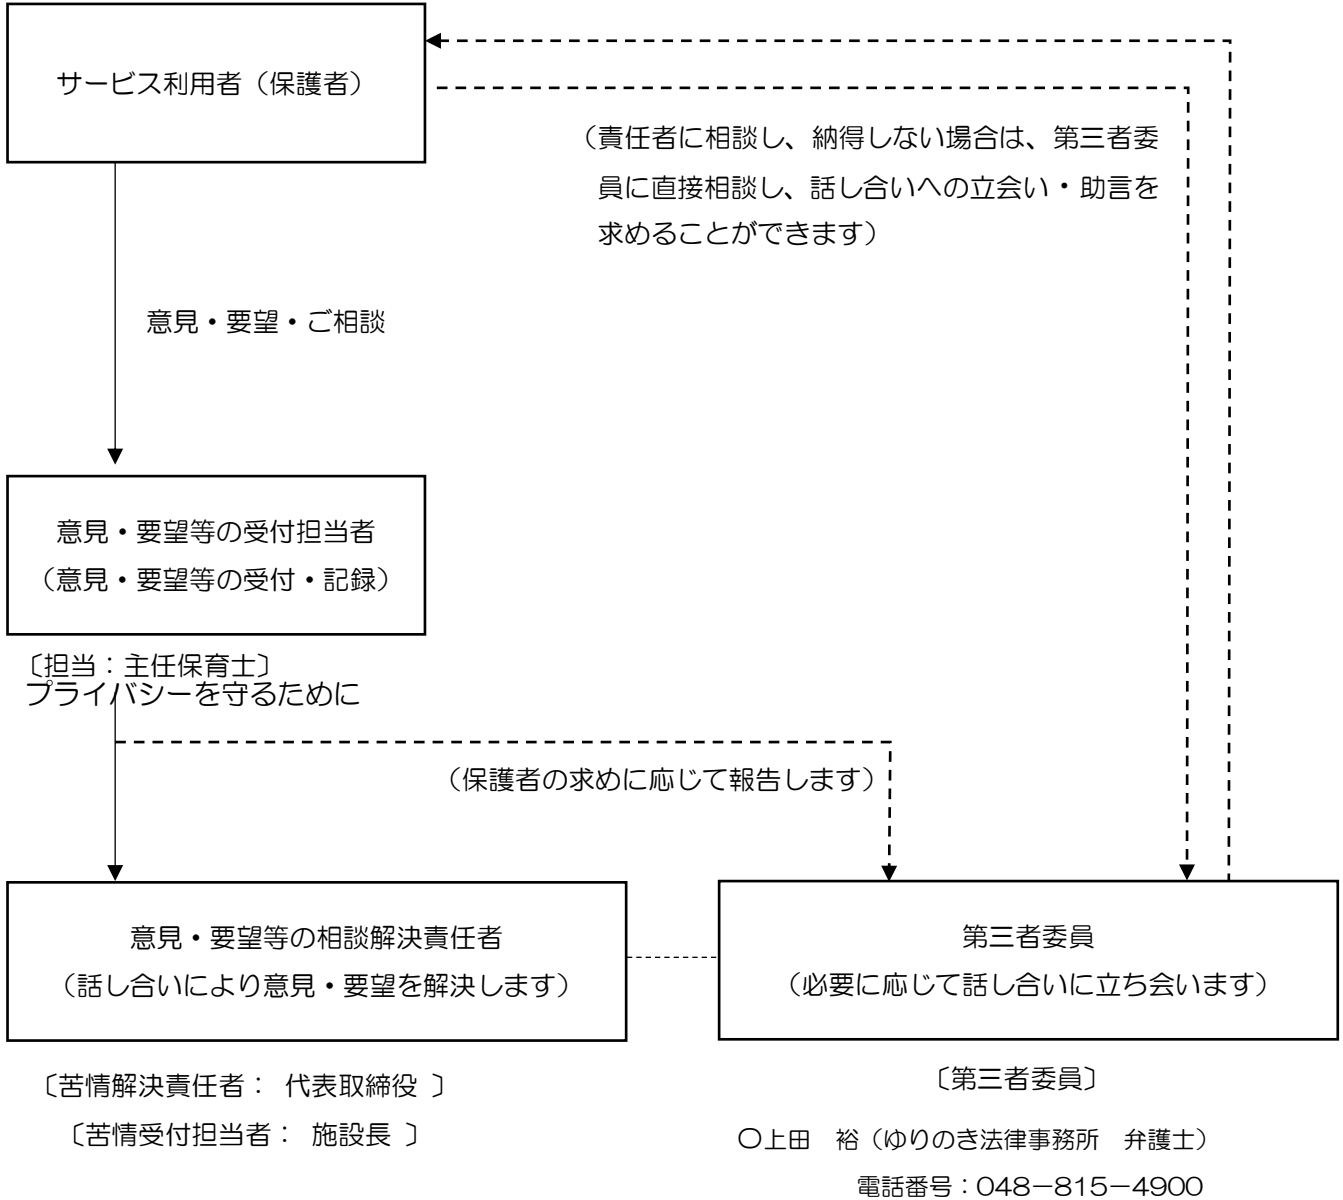 サービス利用者（保護者）
（責任者に相談し、納得しない場合は、第三者委
員に直接相談し、話し合いへの立会い・助言を
求めることができます）
意見・要望・ご相談
意見・要望等の受付担当者
（意見・要望等の受付・記録）
〔担当：主任保育士〕
プライバシーを守るために
（保護者の求めに応じて報告します）
意見・要望等の相談解決責任者
（話し合いにより意見・要望を解決します）
第三者委員
（必要に応じて話し合いに立ち会います）
〔苦情解決責任者： 代表取締役 〕
〔苦情受付担当者： 施設長 〕
〔第三者委員〕
〇上田　裕（ゆりのき法律事務所　弁護士）
電話番号：048－815－4900